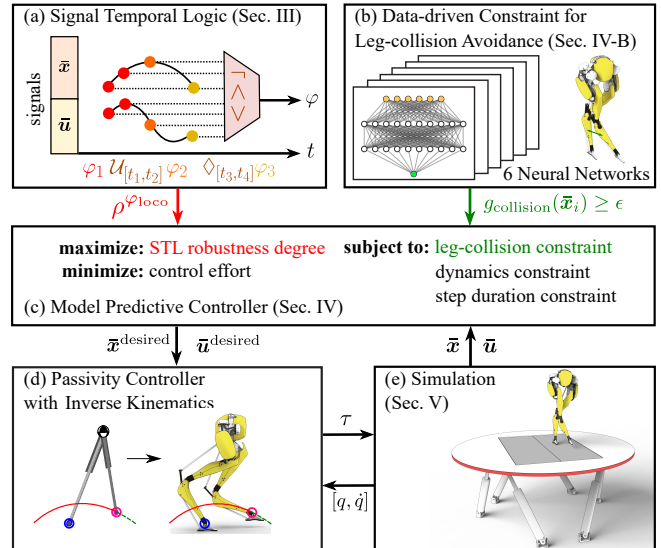 (a) Signal Temporal Logic (Sec. III)
signals
x̄
ū
¬
∧
∨
φ
t
φ₁ 𝒰[t₁,t₂] φ₂ ◊[t₃,t₄]φ₃
(b) Data-driven Constraint for
Leg-collision Avoidance (Sec. IV-B)
6 Neural Networks
ρ^φloco
g_collision(x̄ᵢ) ≥ ϵ
maximize: STL robustness degree
minimize: control effort
subject to: leg-collision constraint
dynamics constraint
step duration constraint
(c) Model Predictive Controller (Sec. IV)
x̄^desired ū^desired
x̄ ū
(d) Passivity Controller
with Inverse Kinematics
τ
[q, q̇]
(e) Simulation
(Sec. V)